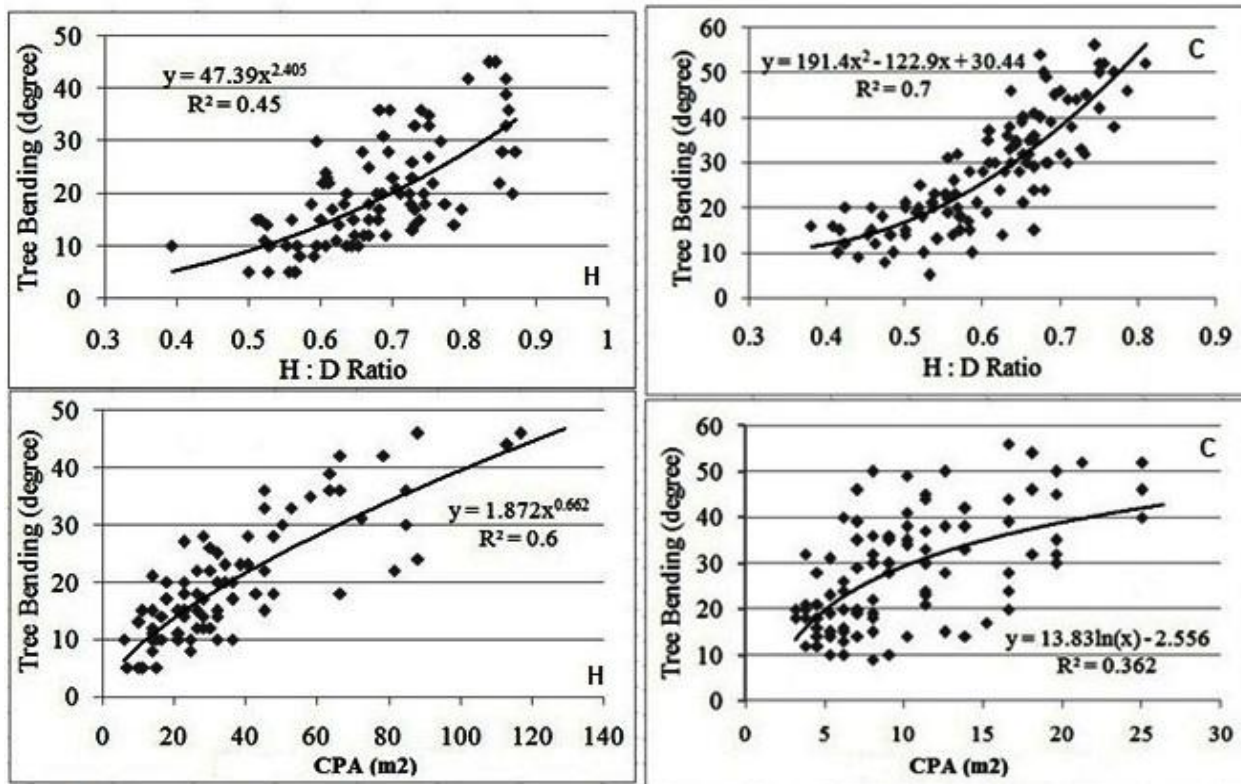 Tree Bending (degree)
50
40
30
20
10
0
y = 47.39x^2.405
R² = 0.45
H
0.3 0.4 0.5 0.6 0.7 0.8 0.9 1
H : D Ratio
Tree Bending (degree)
60
50
40
30
20
10
0
C
y = 191.4x² - 122.9x + 30.44
R² = 0.7
0.3 0.4 0.5 0.6 0.7 0.8 0.9
H : D Ratio
Tree Bending (degree)
50
40
30
20
10
0
y = 1.872x^0.662
R² = 0.6
H
0 20 40 60 80 100 120 140
CPA (m2)
Tree Bending (degree)
60
50
40
30
20
10
0
C
y = 13.83ln(x) - 2.556
R² = 0.362
0 5 10 15 20 25 30
CPA (m2)